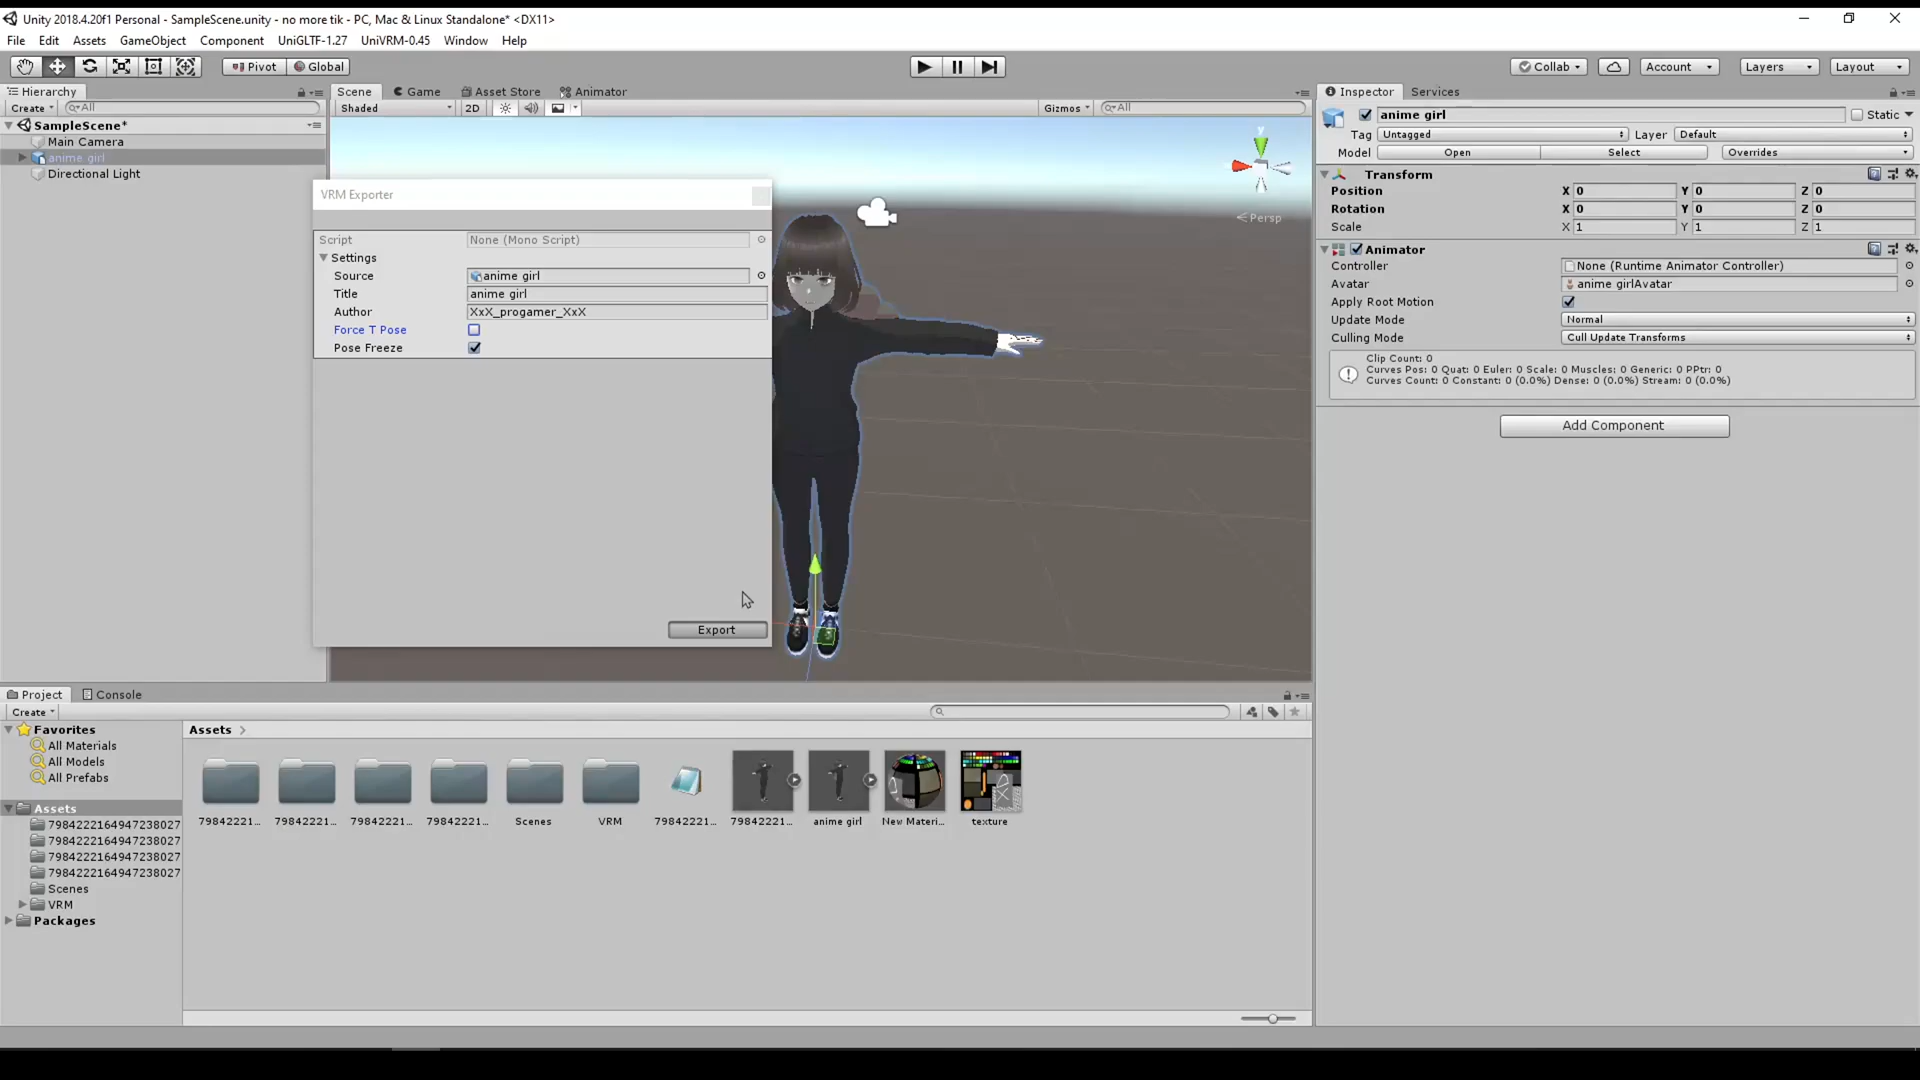 Unity 2018.4.20f1 Personal - SampleScene.unity - no more tik - PC, Mac & Linux Standalone* <DX11>
File Edit Assets GameObject Component UniGLTF-1.27 UniVRM-0.45 Window Help
Pivot Global Collab Account Layers Layout
Hierarchy
Create All
SampleScene*
Main Camera
anime girl
Directional Light
Scene Game Asset Store Animator
Shaded 2D Gizmos All
Persp
VRM Exporter
Script None (Mono Script)
Settings
Source anime girl
Title anime girl
Author XxX_progamer_XxX
Force T Pose
Pose Freeze
Export
Inspector Services
anime girl Static
Tag Untagged Layer Default
Model Open Select Overrides
Transform
Position X 0 Y 0 Z 0
Rotation X 0 Y 0 Z 0
Scale X 1 Y 1 Z 1
Animator
Controller None (Runtime Animator Controller)
Avatar anime girlAvatar
Apply Root Motion
Update Mode Normal
Culling Mode Cull Update Transforms
Clip Count: 0
Curves Pos: 0 Quat: 0 Euler: 0 Scale: 0 Muscles: 0 Generic: 0 PPtr: 0
Curves Count: 0 Constant: 0 (0.0%) Dense: 0 (0.0%) Stream: 0 (0.0%)
Add Component
Project Console
Create
Favorites
All Materials
All Models
All Prefabs
Assets
7984222164947238027
7984222164947238027
7984222164947238027
7984222164947238027
Scenes
VRM
Packages
Assets
79842221... 79842221... 79842221... 79842221... Scenes VRM 79842221... 79842221... anime girl New Materi... texture